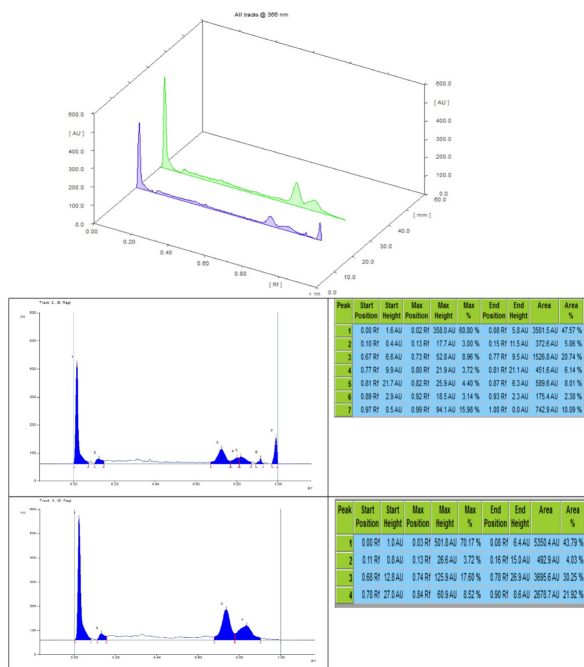 All tracks @ 366 nm
600.0
[ AU ]
500.0
400.0
300.0
200.0
100.0
0.0
0.00
0.20
0.40
0.60
0.80
[ Rf ]
1.00
0.0
10.0
20.0
30.0
40.0
[ mm ]
60.0
600.0
[ AU ]
500.0
400.0
300.0
200.0
100.0
0.0
Peak Start Position Start Height Max Position Max Height Max % End Position End Height Area Area %
1 0.00 Rf 1.6 AU 0.02 Rf 358.0 AU 60.80 % 0.08 Rf 5.8 AU 3501.5 AU 47.57 %
2 0.10 Rf 0.4 AU 0.13 Rf 17.7 AU 3.00 % 0.15 Rf 11.5 AU 372.6 AU 5.06 %
3 0.67 Rf 6.6 AU 0.73 Rf 52.8 AU 8.96 % 0.77 Rf 9.5 AU 1526.8 AU 20.74 %
4 0.77 Rf 9.9 AU 0.80 Rf 21.9 AU 3.72 % 0.81 Rf 21.1 AU 451.6 AU 6.14 %
5 0.81 Rf 21.7 AU 0.82 Rf 25.9 AU 4.40 % 0.87 Rf 6.3 AU 589.6 AU 8.01 %
6 0.89 Rf 2.9 AU 0.92 Rf 18.5 AU 3.14 % 0.93 Rf 2.3 AU 175.4 AU 2.38 %
7 0.97 Rf 0.5 AU 0.99 Rf 94.1 AU 15.98 % 1.00 Rf 0.0 AU 742.9 AU 10.09 %
Peak Start Position Start Height Max Position Max Height Max % End Position End Height Area Area %
1 0.00 Rf 1.0 AU 0.03 Rf 501.8 AU 70.17 % 0.08 Rf 6.4 AU 5350.4 AU 43.79 %
2 0.11 Rf 0.8 AU 0.13 Rf 26.6 AU 3.72 % 0.16 Rf 15.0 AU 492.9 AU 4.03 %
3 0.68 Rf 12.8 AU 0.74 Rf 125.9 AU 17.60 % 0.78 Rf 26.9 AU 3695.6 AU 30.25 %
4 0.78 Rf 27.0 AU 0.84 Rf 60.9 AU 8.52 % 0.90 Rf 8.6 AU 2678.7 AU 21.92 %